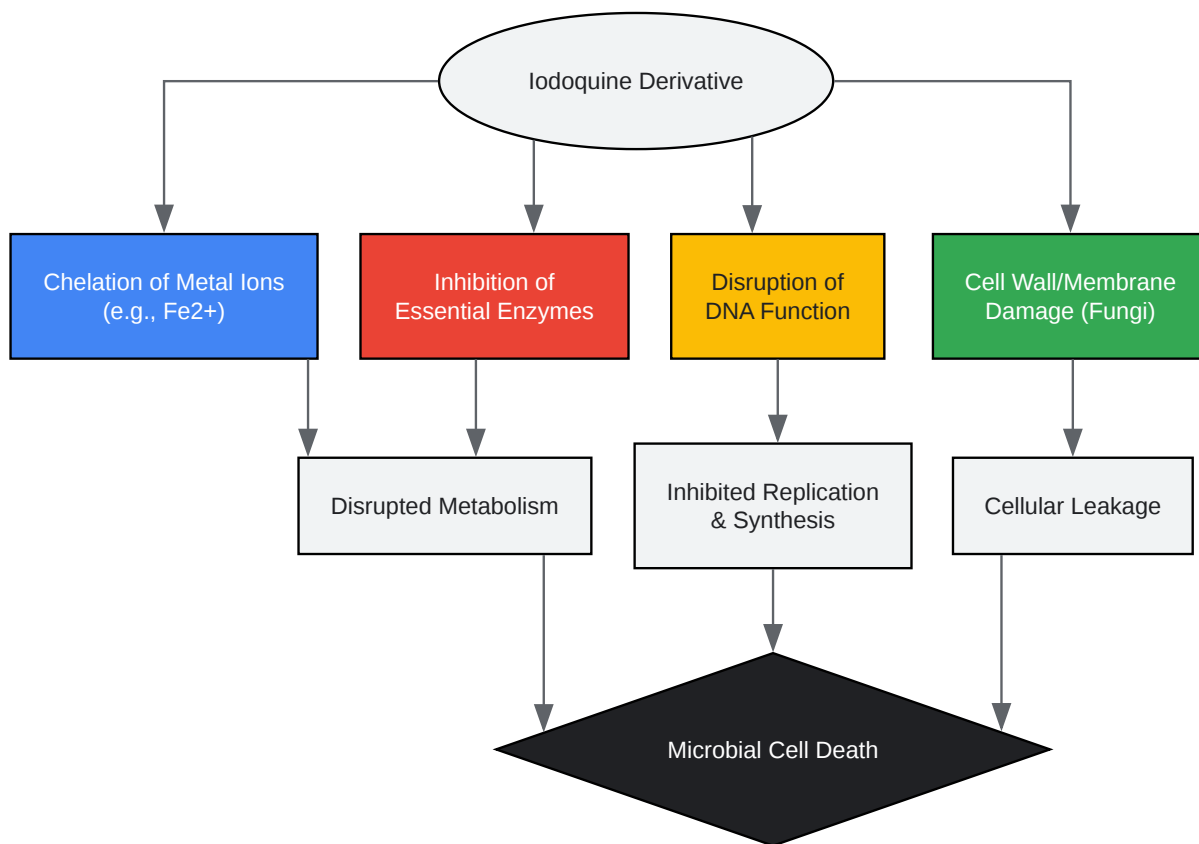 Iodoquine Derivative
Chelation of Metal Ions
(e.g., Fe2+)
Inhibition of
Essential Enzymes
Disruption of
DNA Function
Cell Wall/Membrane
Damage (Fungi)
Disrupted Metabolism
Inhibited Replication
& Synthesis
Cellular Leakage
Microbial Cell Death